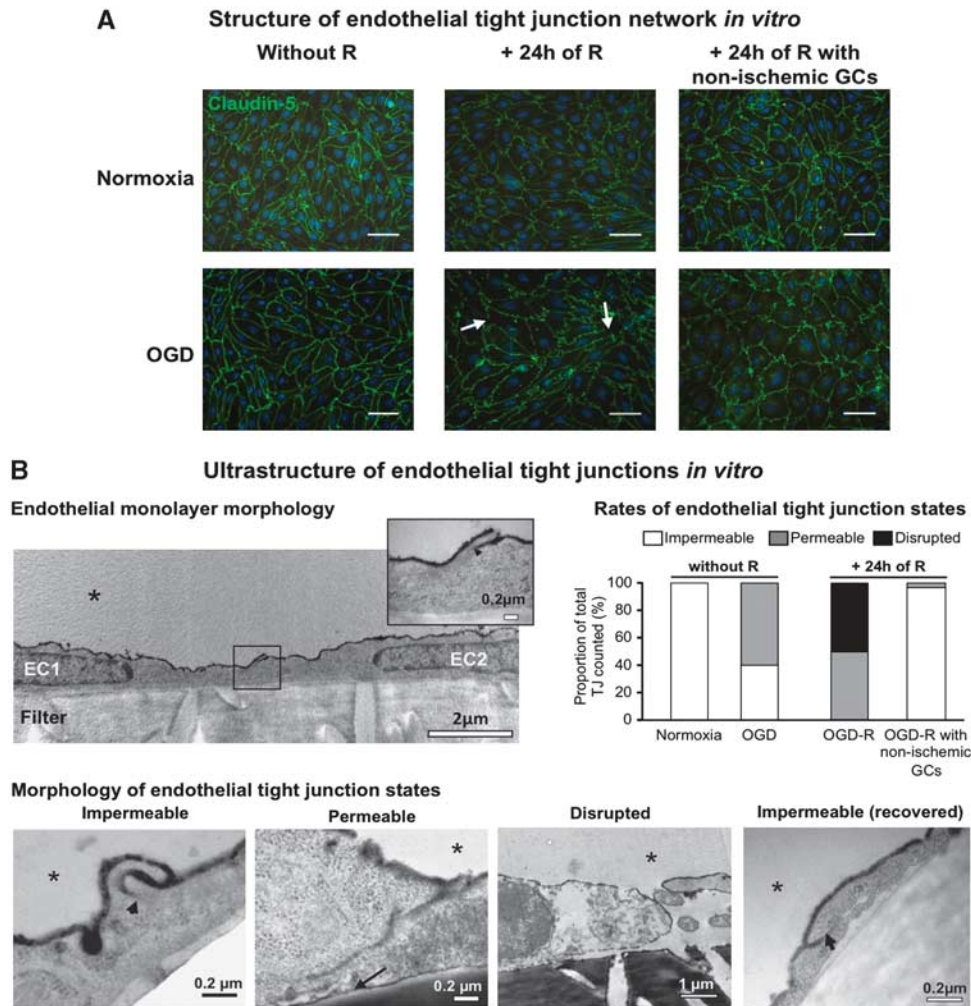 A
Structure of endothelial tight junction network in vitro
Without R
+ 24h of R
+ 24h of R with
non-ischemic GCs
Claudin-5
Normoxia
OGD
B
Ultrastructure of endothelial tight junctions in vitro
Endothelial monolayer morphology
*
0,2µm
EC1
EC2
Filter
2µm
Rates of endothelial tight junction states
Impermeable
Permeable
Disrupted
without R
+ 24h of R
Proportion of total
TJ counted (%)
100
80
60
40
20
0
Normoxia
OGD
OGD-R
OGD-R with
non-ischemic
GCs
Morphology of endothelial tight junction states
Impermeable
Permeable
Disrupted
Impermeable (recovered)
*
*
*
*
0.2 µm
0.2 µm
1 µm
0.2µm